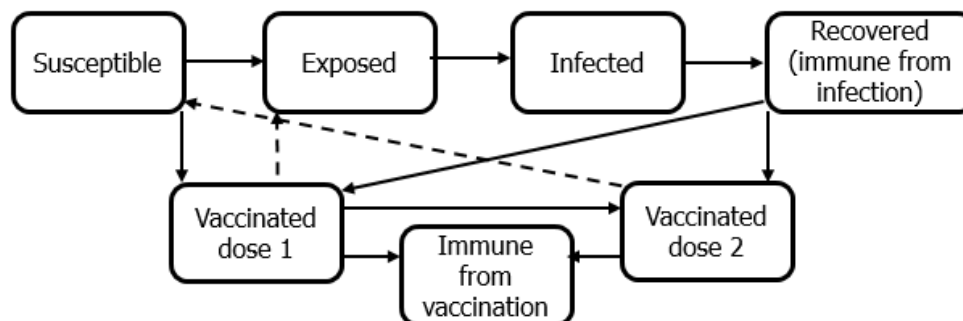 Susceptible
Exposed
Infected
Recovered
(immune from
infection)
Vaccinated
dose 1
Immune
from
vaccination
Vaccinated
dose 2